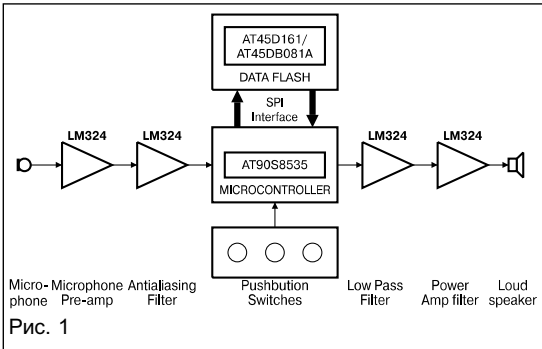 AT45D161/
AT45DB081A
DATA FLASH
SPI
Interface
LM324 LM324 LM324 LM324
AT90S8535
MICROCONTROLLER
Micro- Microphone Antialiasing Pushbution Low Pass Power Loud
phone Pre-amp Filter Switches Filter Amp filter speaker
Рис. 1